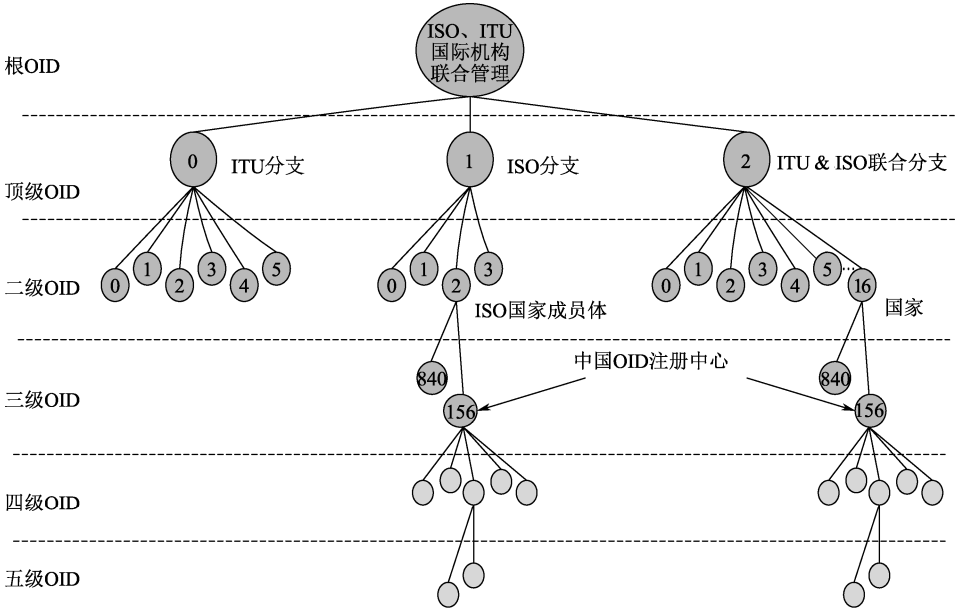 ISO、ITU
国际机构
联合管理
根OID
0
ITU分支
1
ISO分支
2
ITU & ISO联合分支
顶级OID
0
1
2
3
4
5
0
1
2
3
0
1
2
3
4
5
...
16
二级OID
ISO国家成员体
国家
中国OID注册中心
840
840
三级OID
156
156
四级OID
五级OID